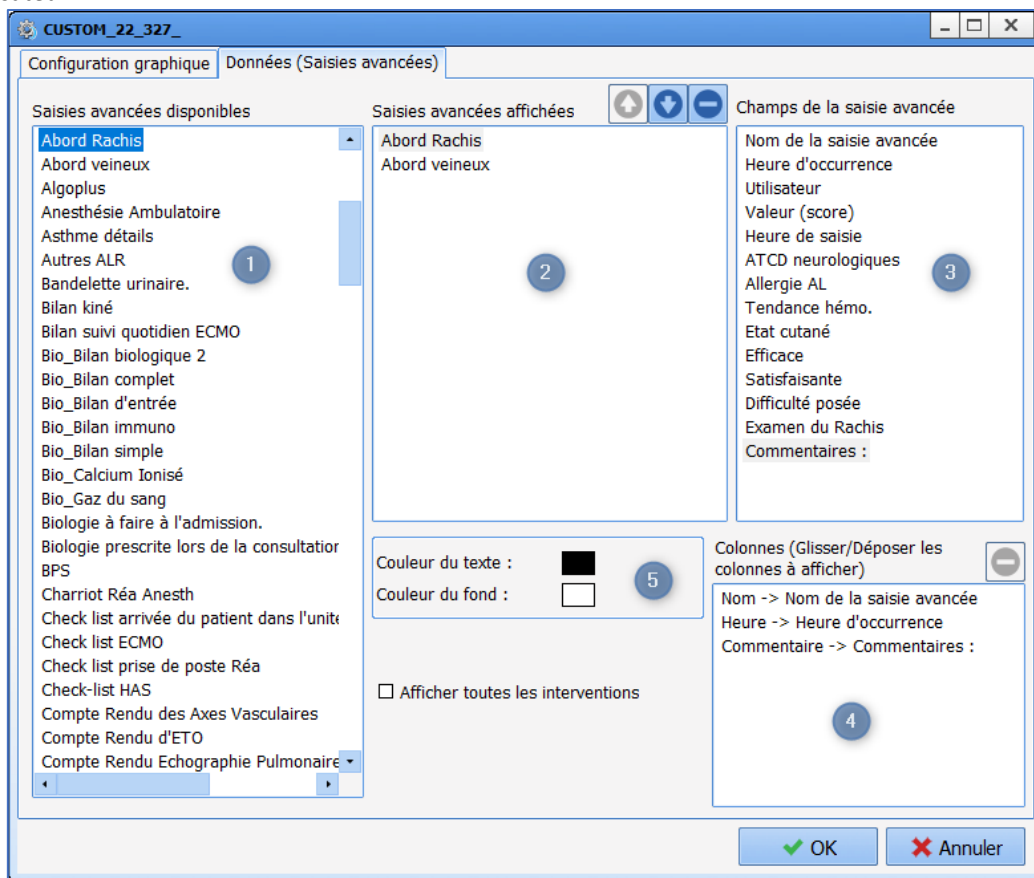 CUSTOM_22_327_
Configuration graphique
Données (Saisies avancées)
Saisies avancées disponibles
Abord Rachis
Abord veineux
Algoplus
Anesthésie Ambulatoire
Asthme détails
Autres ALR
Bandelette urinaire.
Bilan kiné
Bilan suivi quotidien ECMO
Bio_Bilan biologique 2
Bio_Bilan complet
Bio_Bilan d'entrée
Bio_Bilan immuno
Bio_Bilan simple
Bio_Calcium Ionisé
Bio_Gaz du sang
Biologie à faire à l'admission.
Biologie prescrite lors de la consultation
BPS
Charriot Réa Anesth
Check list arrivée du patient dans l'unité
Check list ECMO
Check list prise de poste Réa
Check-list HAS
Compte Rendu des Axes Vasculaires
Compte Rendu d'ETO
Compte Rendu Echographie Pulmonaire
1
Saisies avancées affichées
Abord Rachis
Abord veineux
2
Champs de la saisie avancée
Nom de la saisie avancée
Heure d'occurrence
Utilisateur
Valeur (score)
Heure de saisie
ATCD neurologiques
Allergie AL
Tendance hémo.
Etat cutané
Efficace
Satisfaisante
Difficulté posée
Examen du Rachis
Commentaires :
3
Couleur du texte :
Couleur du fond :
5
Afficher toutes les interventions
Colonnes (Glisser/Déposer les
colonnes à afficher)
Nom -> Nom de la saisie avancée
Heure -> Heure d'occurrence
Commentaire -> Commentaires :
4
OK
Annuler